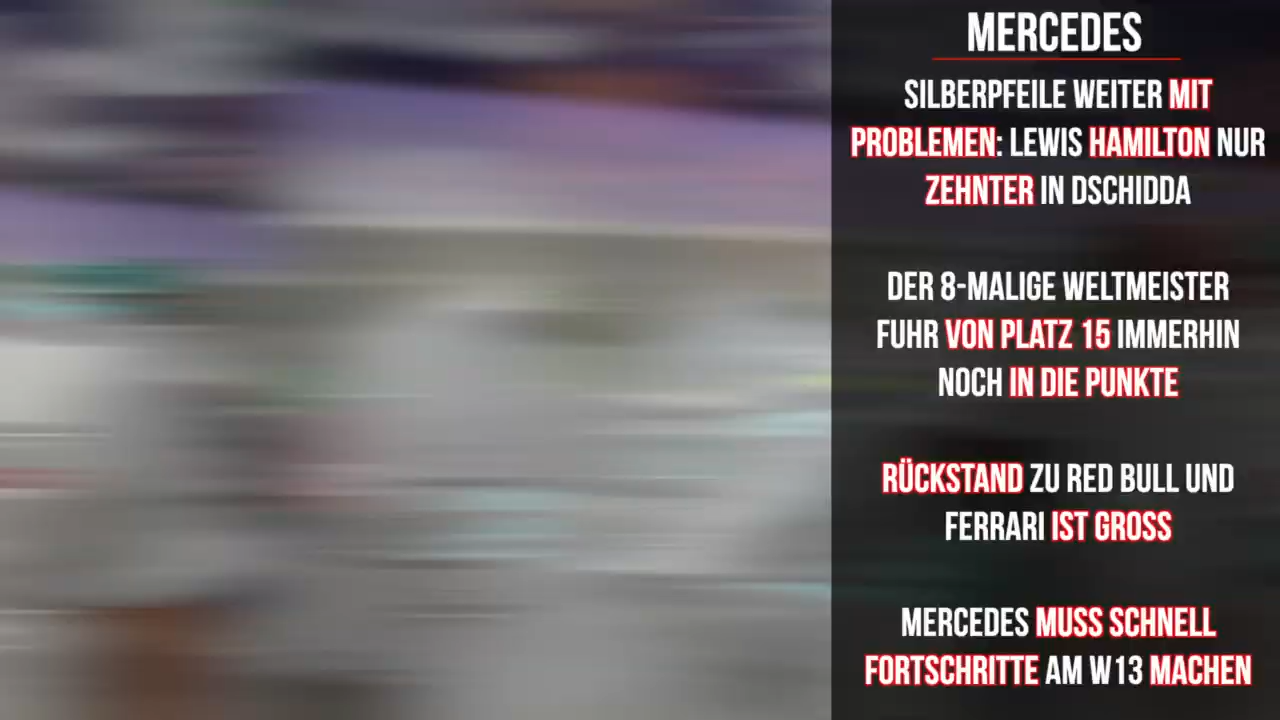 MERCEDES
SILBERPFEILE WEITER MIT
PROBLEMEN: LEWIS HAMILTON NUR
ZEHNTER IN DSCHIDDA
DER 8-MALIGE WELTMEISTER
FUHR VON PLATZ 15 IMMERHIN
NOCH IN DIE PUNKTE
RÜCKSTAND ZU RED BULL UND
FERRARI IST GROSS
MERCEDES MUSS SCHNELL
FORTSCHRITTE AM W13 MACHEN